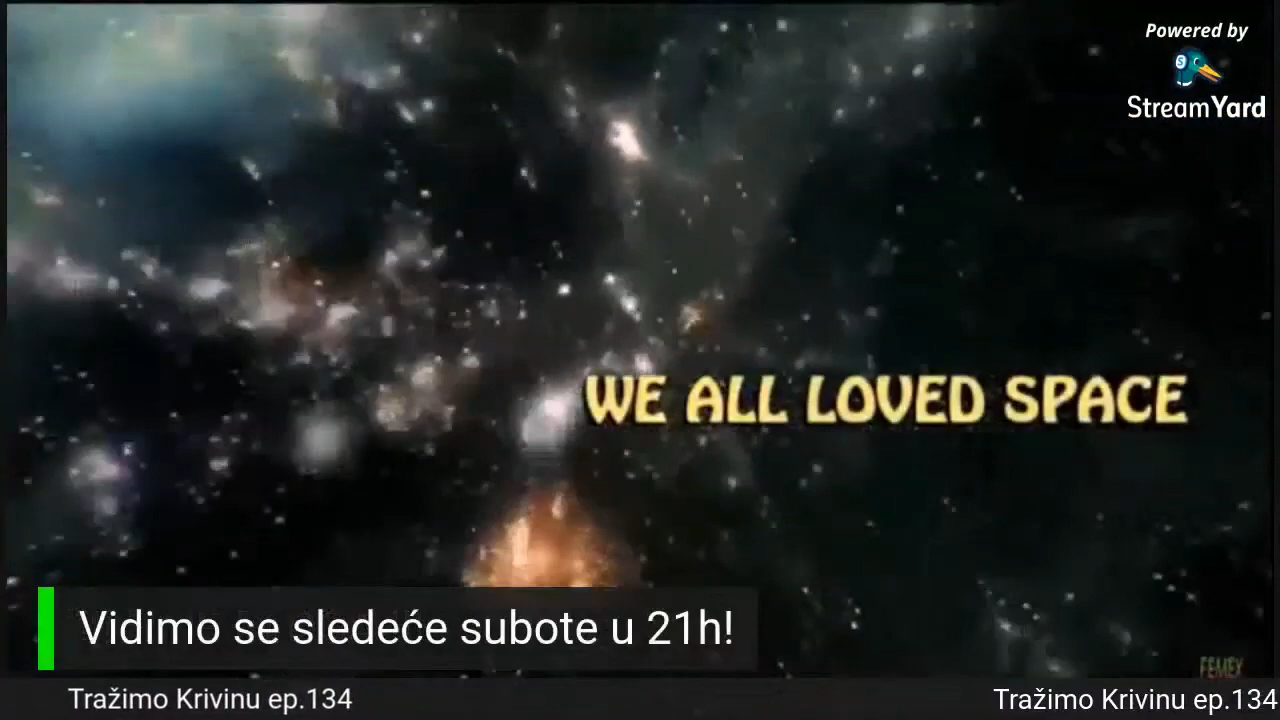 Powered by
StreamYard
WE ALL LOVED SPACE
Vidimo se sledeće subote u 21h!
FEMEX
Tražimo Krivinu ep.134
Tražimo Krivinu ep.134